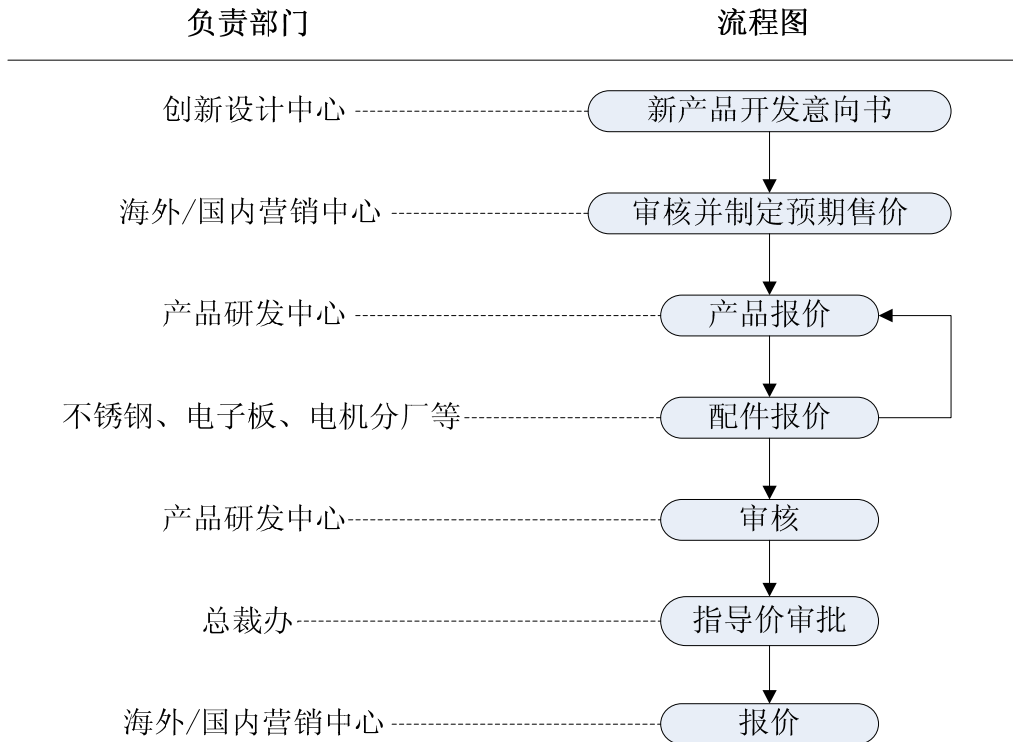 负责部门 流程图
创新设计中心 新产品开发意向书
海外/国内营销中心 审核并制定预期售价
产品研发中心 产品报价
不锈钢、电子板、电机分厂等 配件报价
产品研发中心 审核
总裁办 指导价审批
海外/国内营销中心 报价